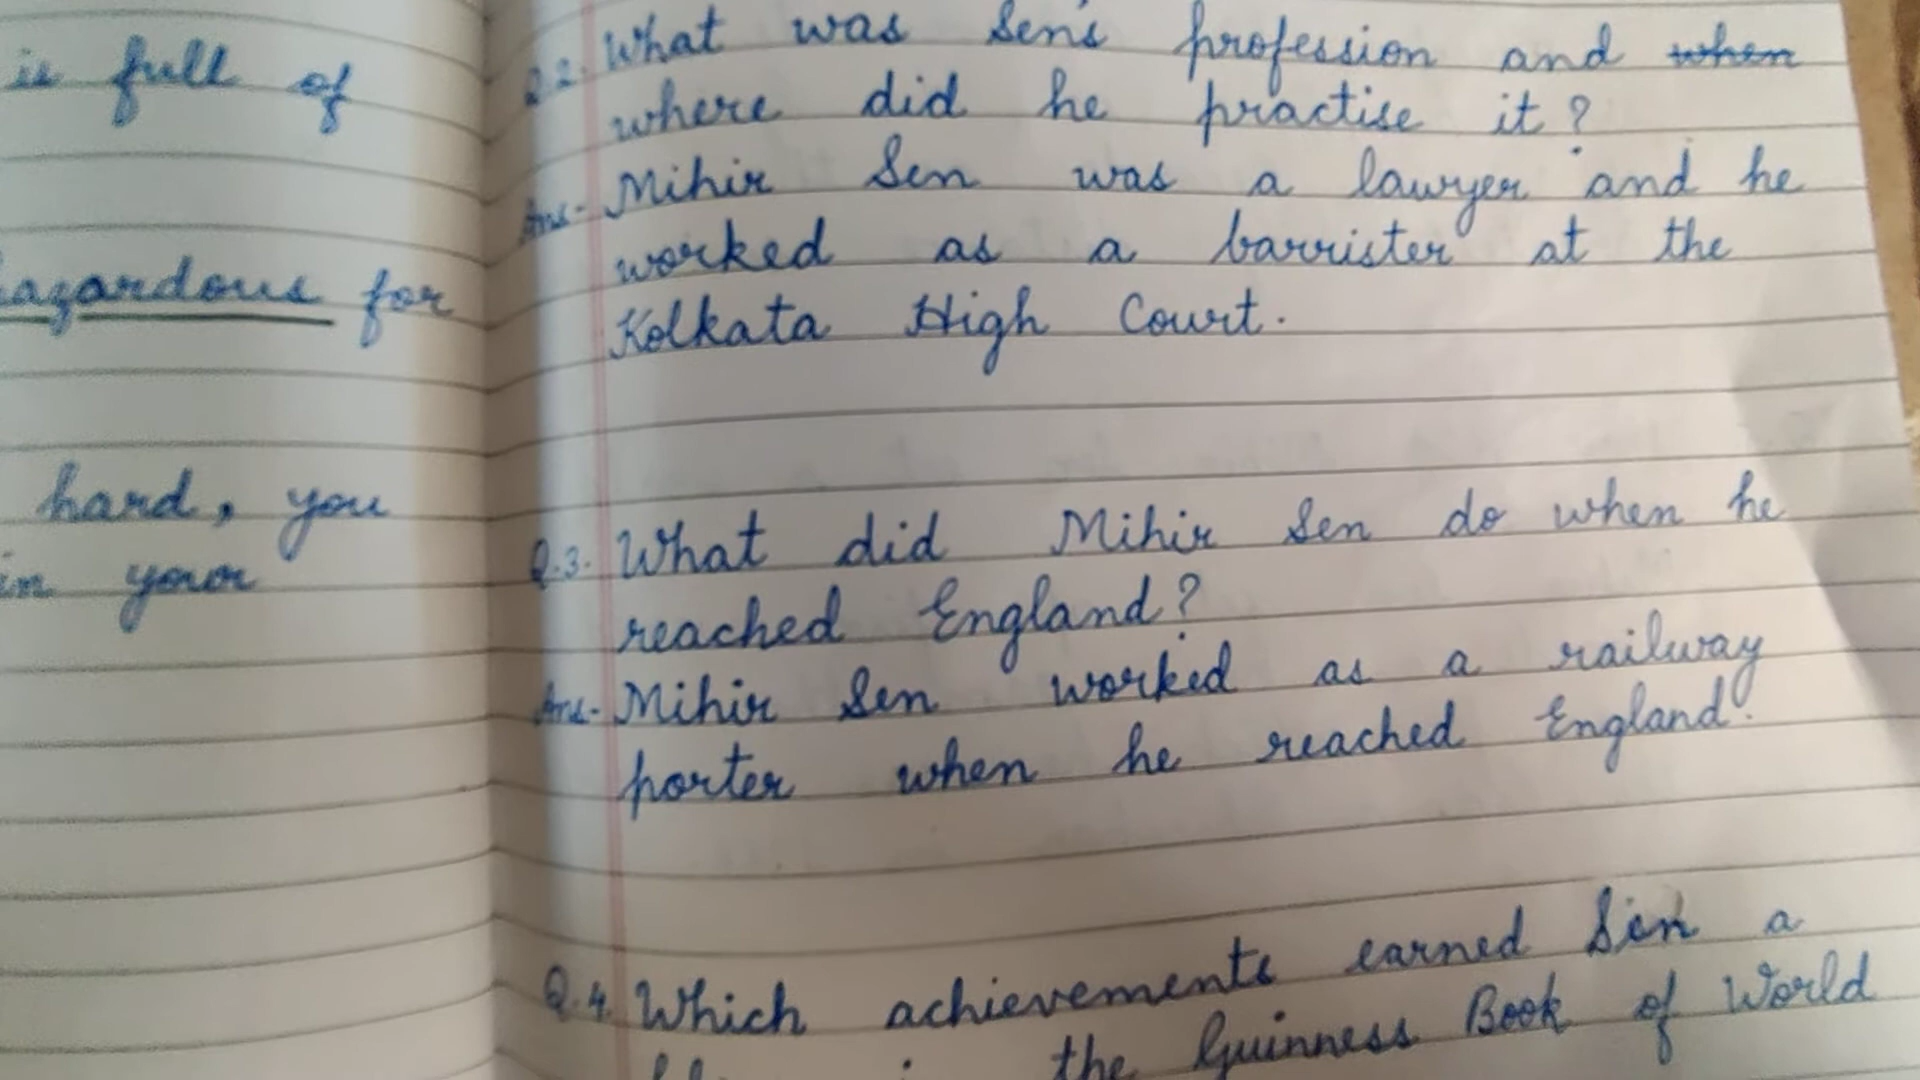 is full of
azardous for
hard, you
in your
Q.2. What was Sen's profession and when
where did he practise it?
Ans- Mihir Sen was a lawyer and he
worked as a barrister at the
Kolkata High Court.
Q.3. What did Mihir Sen do when he
reached England?
Ans- Mihir Sen worked as a railway
porter when he reached England.
Q.4. Which achievements earned Sen a
the Guinness Book of World